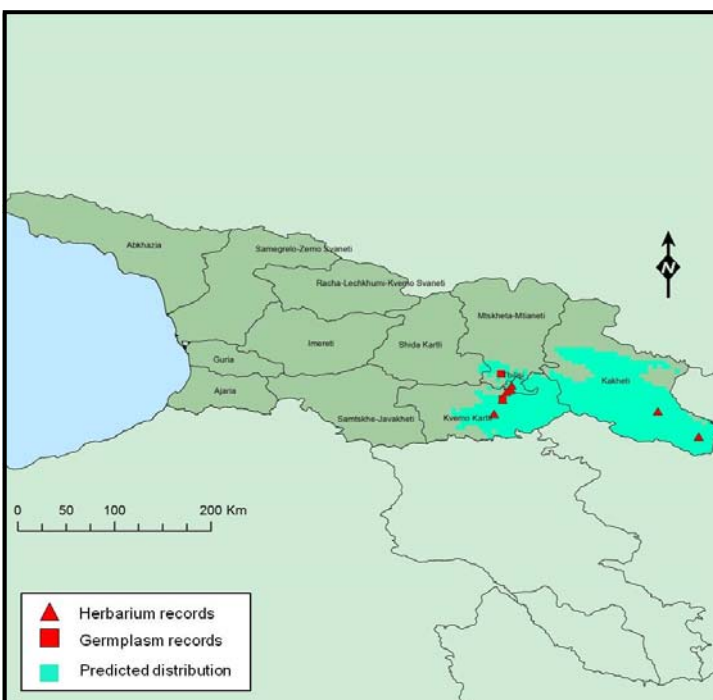 Abkhazia
Samegrelo-Zemo Svaneti
Racha-Lechkhumi-Kvemo Svaneti
Mtskheta-Mtianeti
N
Guria
Imereti
Shida Kartli
Kakheti
Ajaria
Samtskhe-Javakheti
Kvemo Kartli
0 50 100 200 Km
Herbarium records
Germplasm records
Predicted distribution